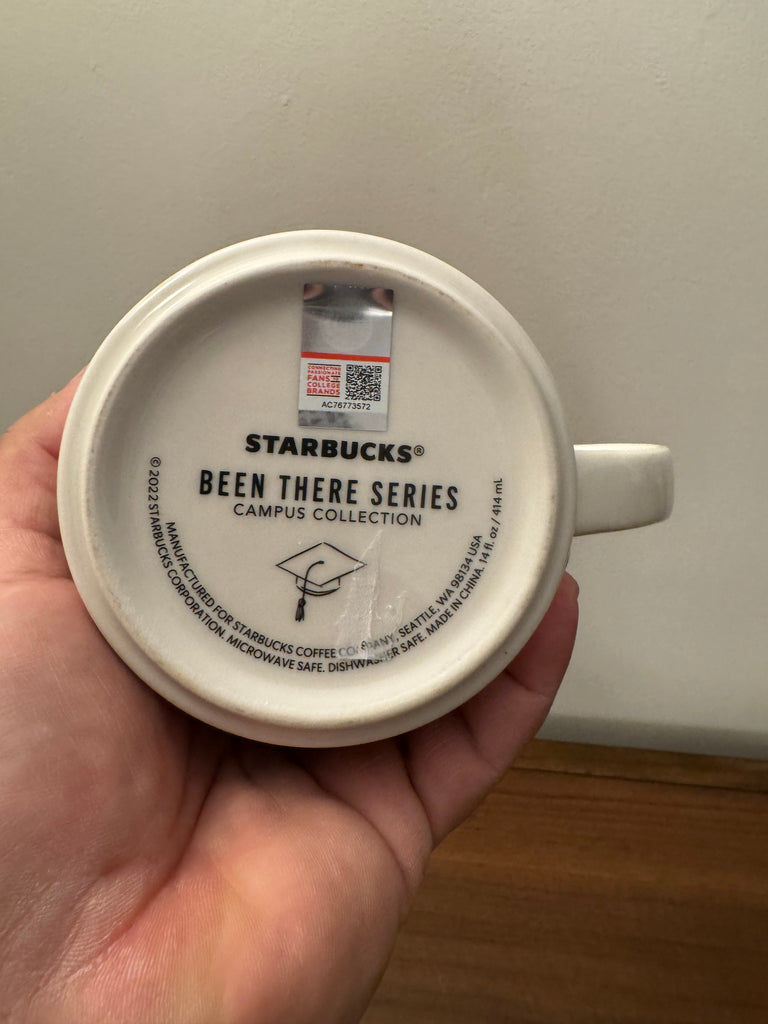 CONNECTING
PASSIONATE
FANS TO
COLLEGE
BRANDS
AC76773572
STARBUCKS®
BEEN THERE SERIES
CAMPUS COLLECTION
MANUFACTURED FOR STARBUCKS COFFEE COMPANY, SEATTLE, WA 98134 USA
© 2022 STARBUCKS CORPORATION. MICROWAVE SAFE. DISHWASHER SAFE. MADE IN CHINA. 14 fl. oz / 414 mL